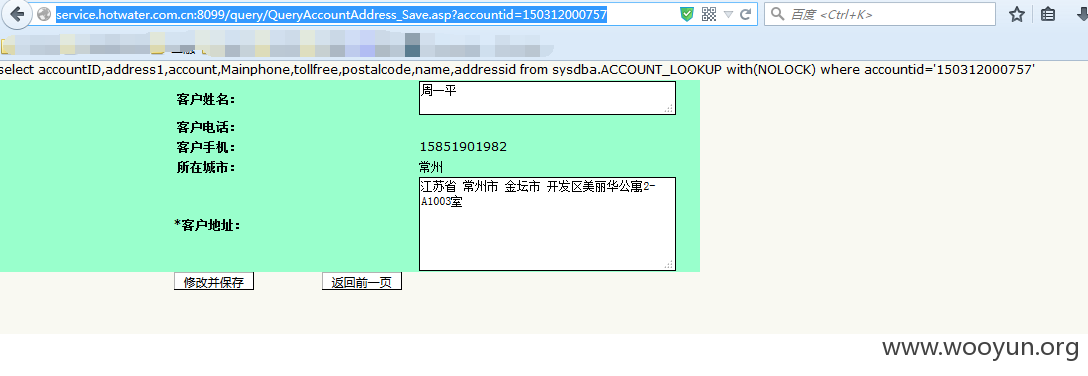 service.hotwater.com.cn:8099/query/QueryAccountAddress_Save.asp?accountid=150312000757
百度 <Ctrl+K>
select accountID,address1,account,Mainphone,tollfree,postalcode,name,addressid from sysdba.ACCOUNT_LOOKUP with(NOLOCK) where accountid='150312000757'
客户姓名: 周一平
客户电话:
客户手机: 15851901982
所在城市: 常州
*客户地址: 江苏省 常州市 金坛市 开发区美丽华公寓2-
A1003室
修改并保存 返回前一页
www.wooyun.org